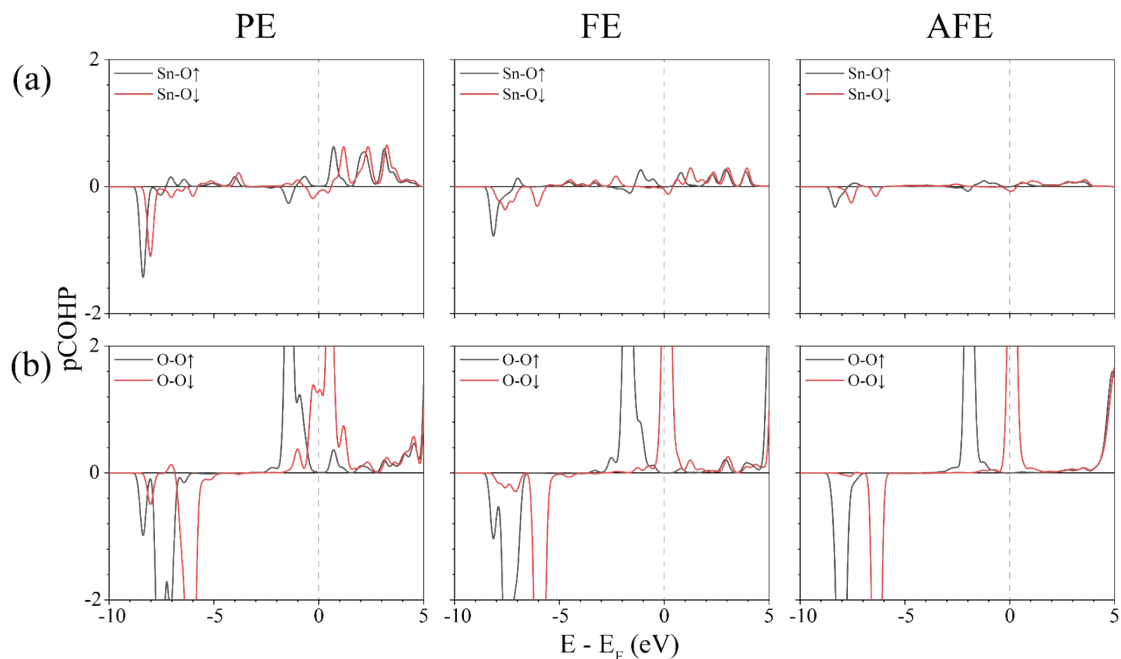 PE FE AFE
(a)
2 Sn-O↑ Sn-O↑ Sn-O↑
Sn-O↓ Sn-O↓ Sn-O↓
0
-2
pCOHP
(b)
2 O-O↑ O-O↑ O-O↑
O-O↓ O-O↓ O-O↓
0
-2
-10 -5 0 5 -10 -5 0 5 -10 -5 0 5
E - E_F (eV)